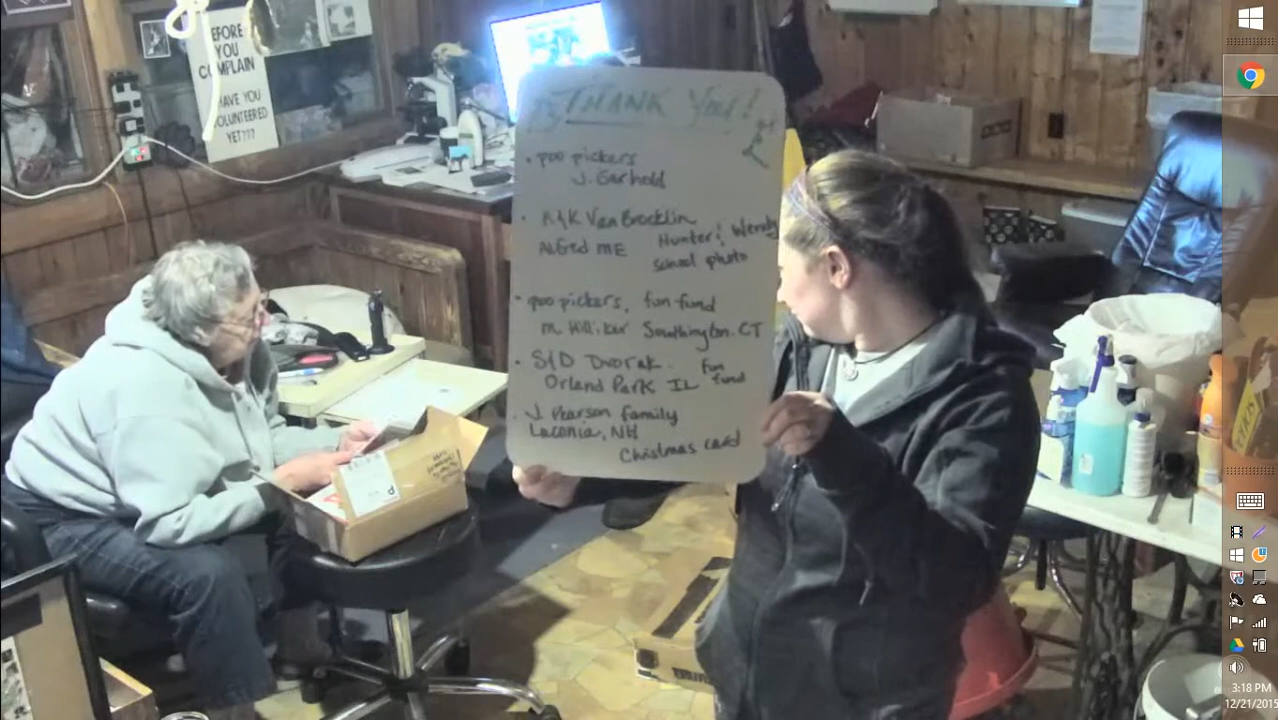 BEFORE
YOU
COMPLAIN
HAVE YOU
VOLUNTEERED
YET???
THANK YOU!
• poo pickers
J. Garhold
• R/K VanBrocklin
Alfred ME Hunter & Wendy
school photo
• poo pickers, fun fund
M. Hilliker Southington, CT
• S/D Dvorak - fun
Orland Park IL fund
• J. Pearson family
Laconia, NH
Christmas card
3:18 PM
12/21/2015